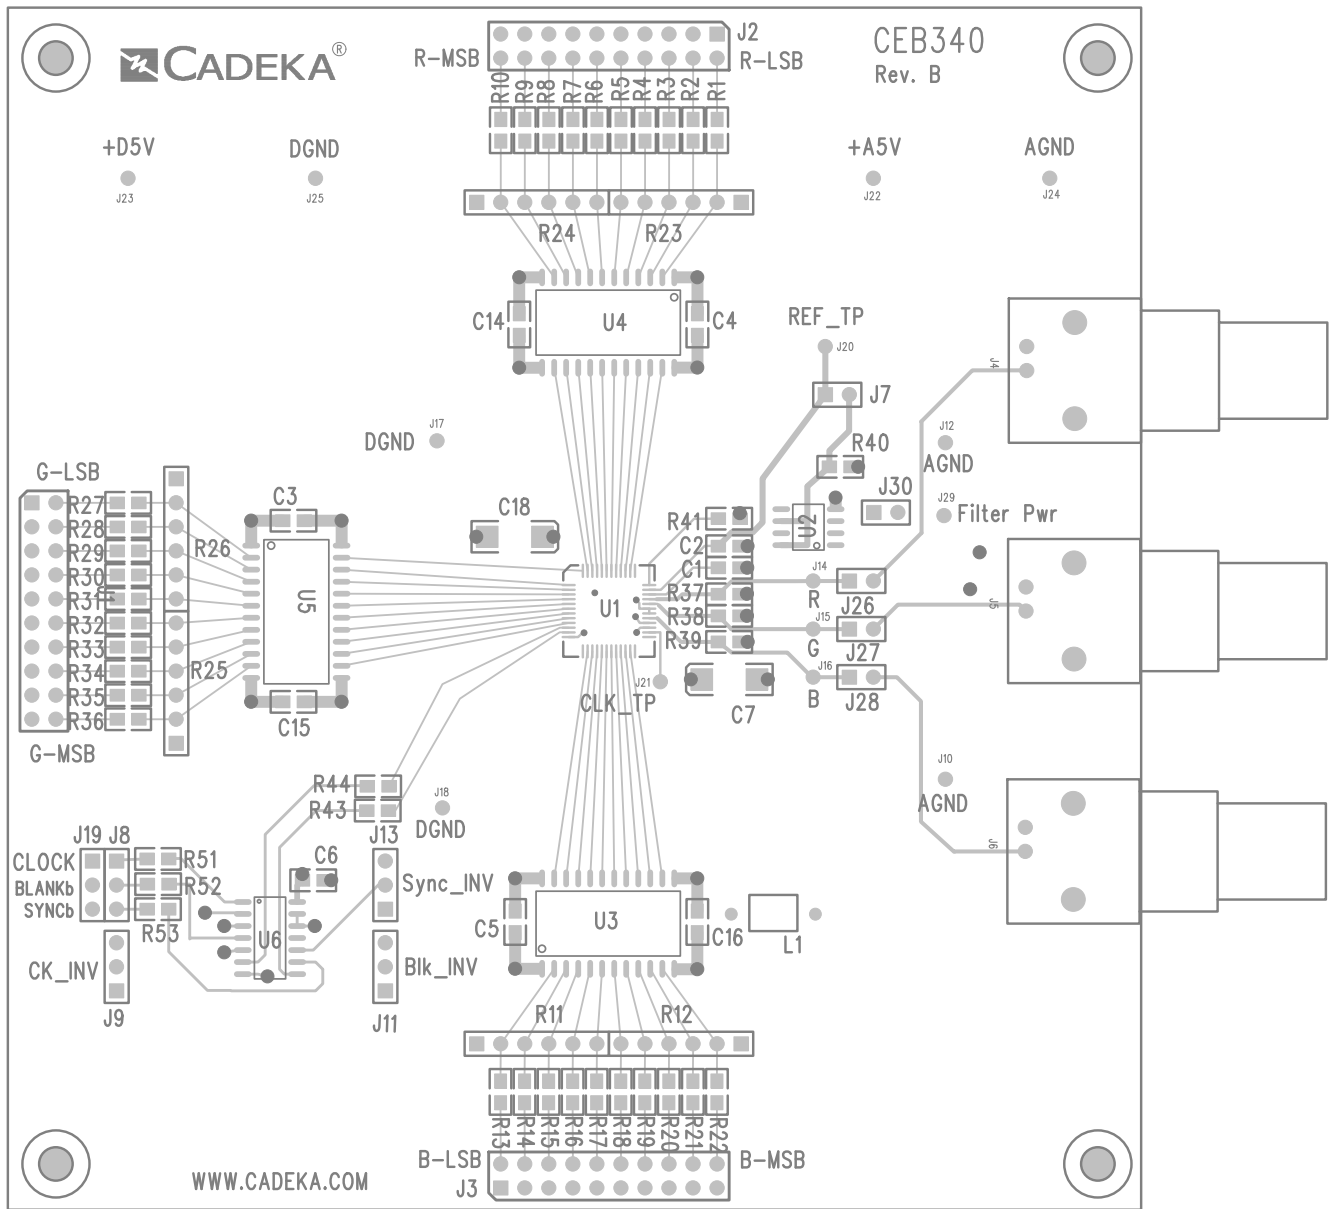 CADEKA®
CEB340
Rev. B
J2
R-MSB
R-LSB
R10
R9
R8
R7
R6
R5
R4
R3
R2
R1
+D5V
J23
DGND
J25
+A5V
J22
AGND
J24
R24
R23
C14
U4
C4
REF_TP
J20
J7
J4
J17
DGND
R40
J12
AGND
G-LSB
R27
R28
R29
R30
R31
R32
R33
R34
R35
R36
G-MSB
R26
R25
C3
U5
C15
C18
R41
C2
C1
R37
R38
R39
U2
J30
J29
Filter Pwr
U1
J14
R
J26
J15
G
J27
J16
B
J28
J5
J21
CLK_TP
C7
J10
AGND
J6
R44
R43
J18
DGND
J19
J8
CLOCK
BLANKb
SYNCb
R51
R52
R53
C6
U6
J13
Sync_INV
CK_INV
J9
Blk_INV
J11
C5
U3
C16
L1
R11
R12
R13
R14
R15
R16
R17
R18
R19
R20
R21
R22
B-LSB
B-MSB
J3
WWW.CADEKA.COM